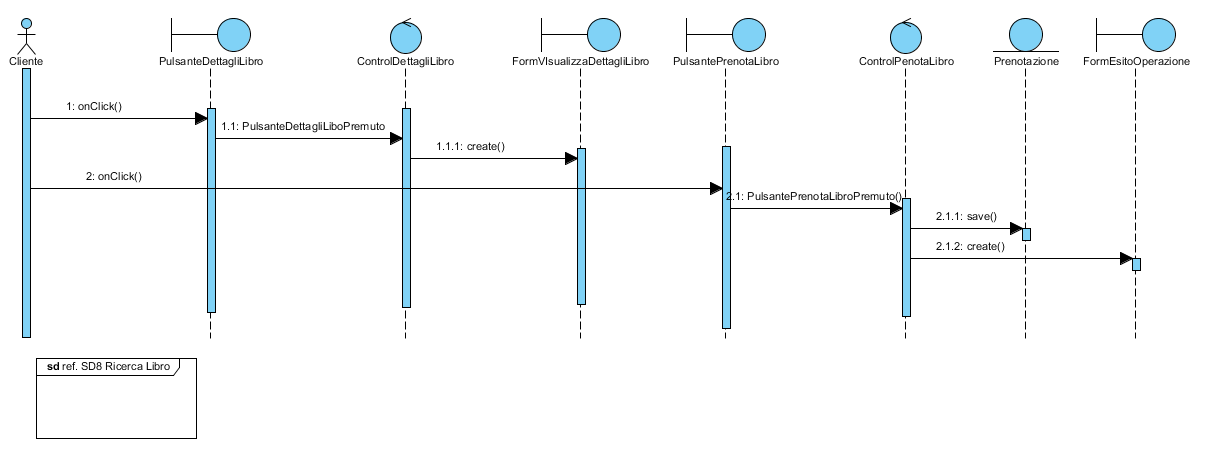 Cliente
PulsanteDettagliLibro
ControlDettagliLibro
FormVIsualizzaDettagliLibro
PulsantePrenotaLibro
ControlPenotaLibro
Prenotazione
FormEsitoOperazione
1: onClick()
1.1: PulsanteDettagliLiboPremuto
1.1.1: create()
2: onClick()
2.1: PulsantePrenotaLibroPremuto()
2.1.1: save()
2.1.2: create()
sd ref. SD8 Ricerca Libro